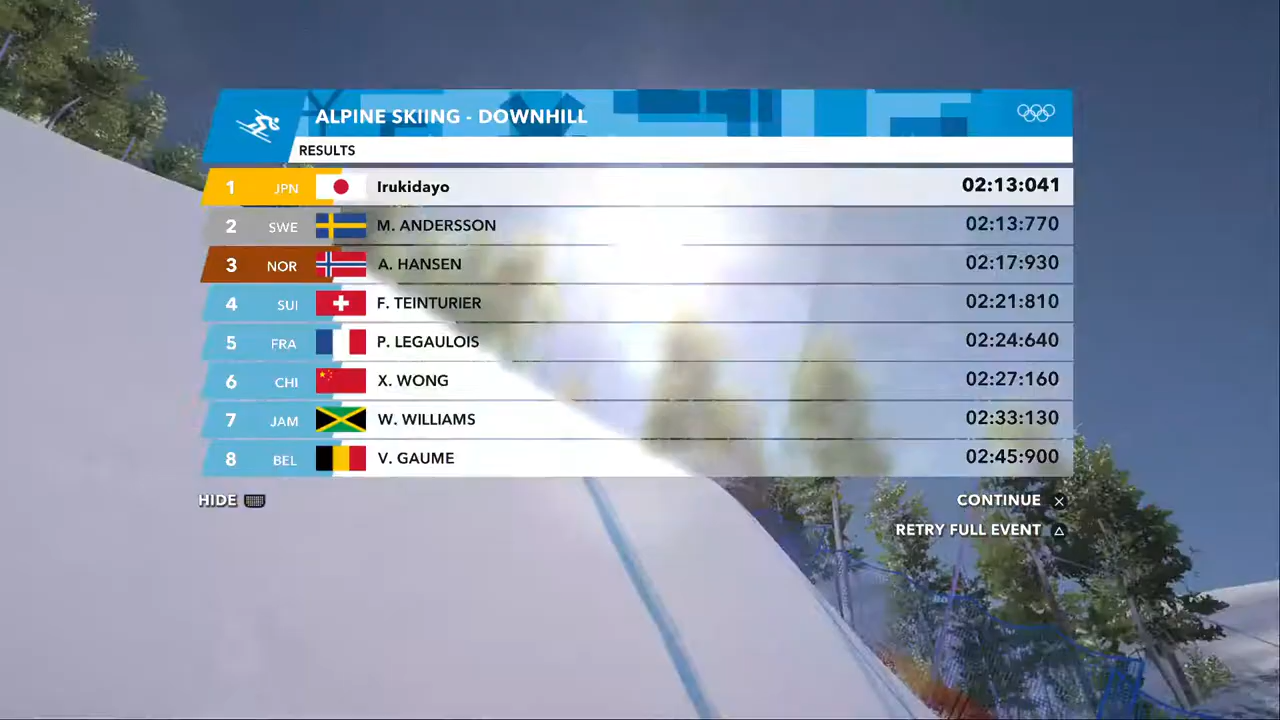 ALPINE SKIING - DOWNHILL
RESULTS
1 JPN Irukidayo 02:13:041
2 SWE M. ANDERSSON 02:13:770
3 NOR A. HANSEN 02:17:930
4 SUI F. TEINTURIER 02:21:810
5 FRA P. LEGAULOIS 02:24:640
6 CHI X. WONG 02:27:160
7 JAM W. WILLIAMS 02:33:130
8 BEL V. GAUME 02:45:900
HIDE CONTINUE
RETRY FULL EVENT